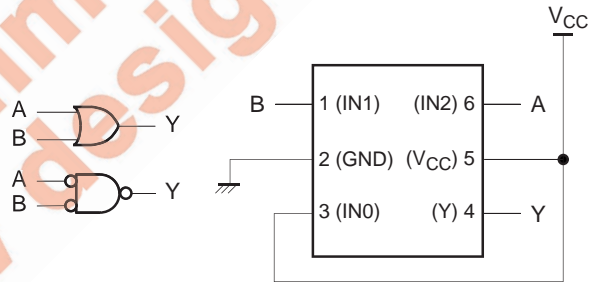 A
B
Y
A
B
Y
VCC
B
1 (IN1)
(IN2) 6
A
2 (GND)
(VCC) 5
3 (IN0)
(Y) 4
Y